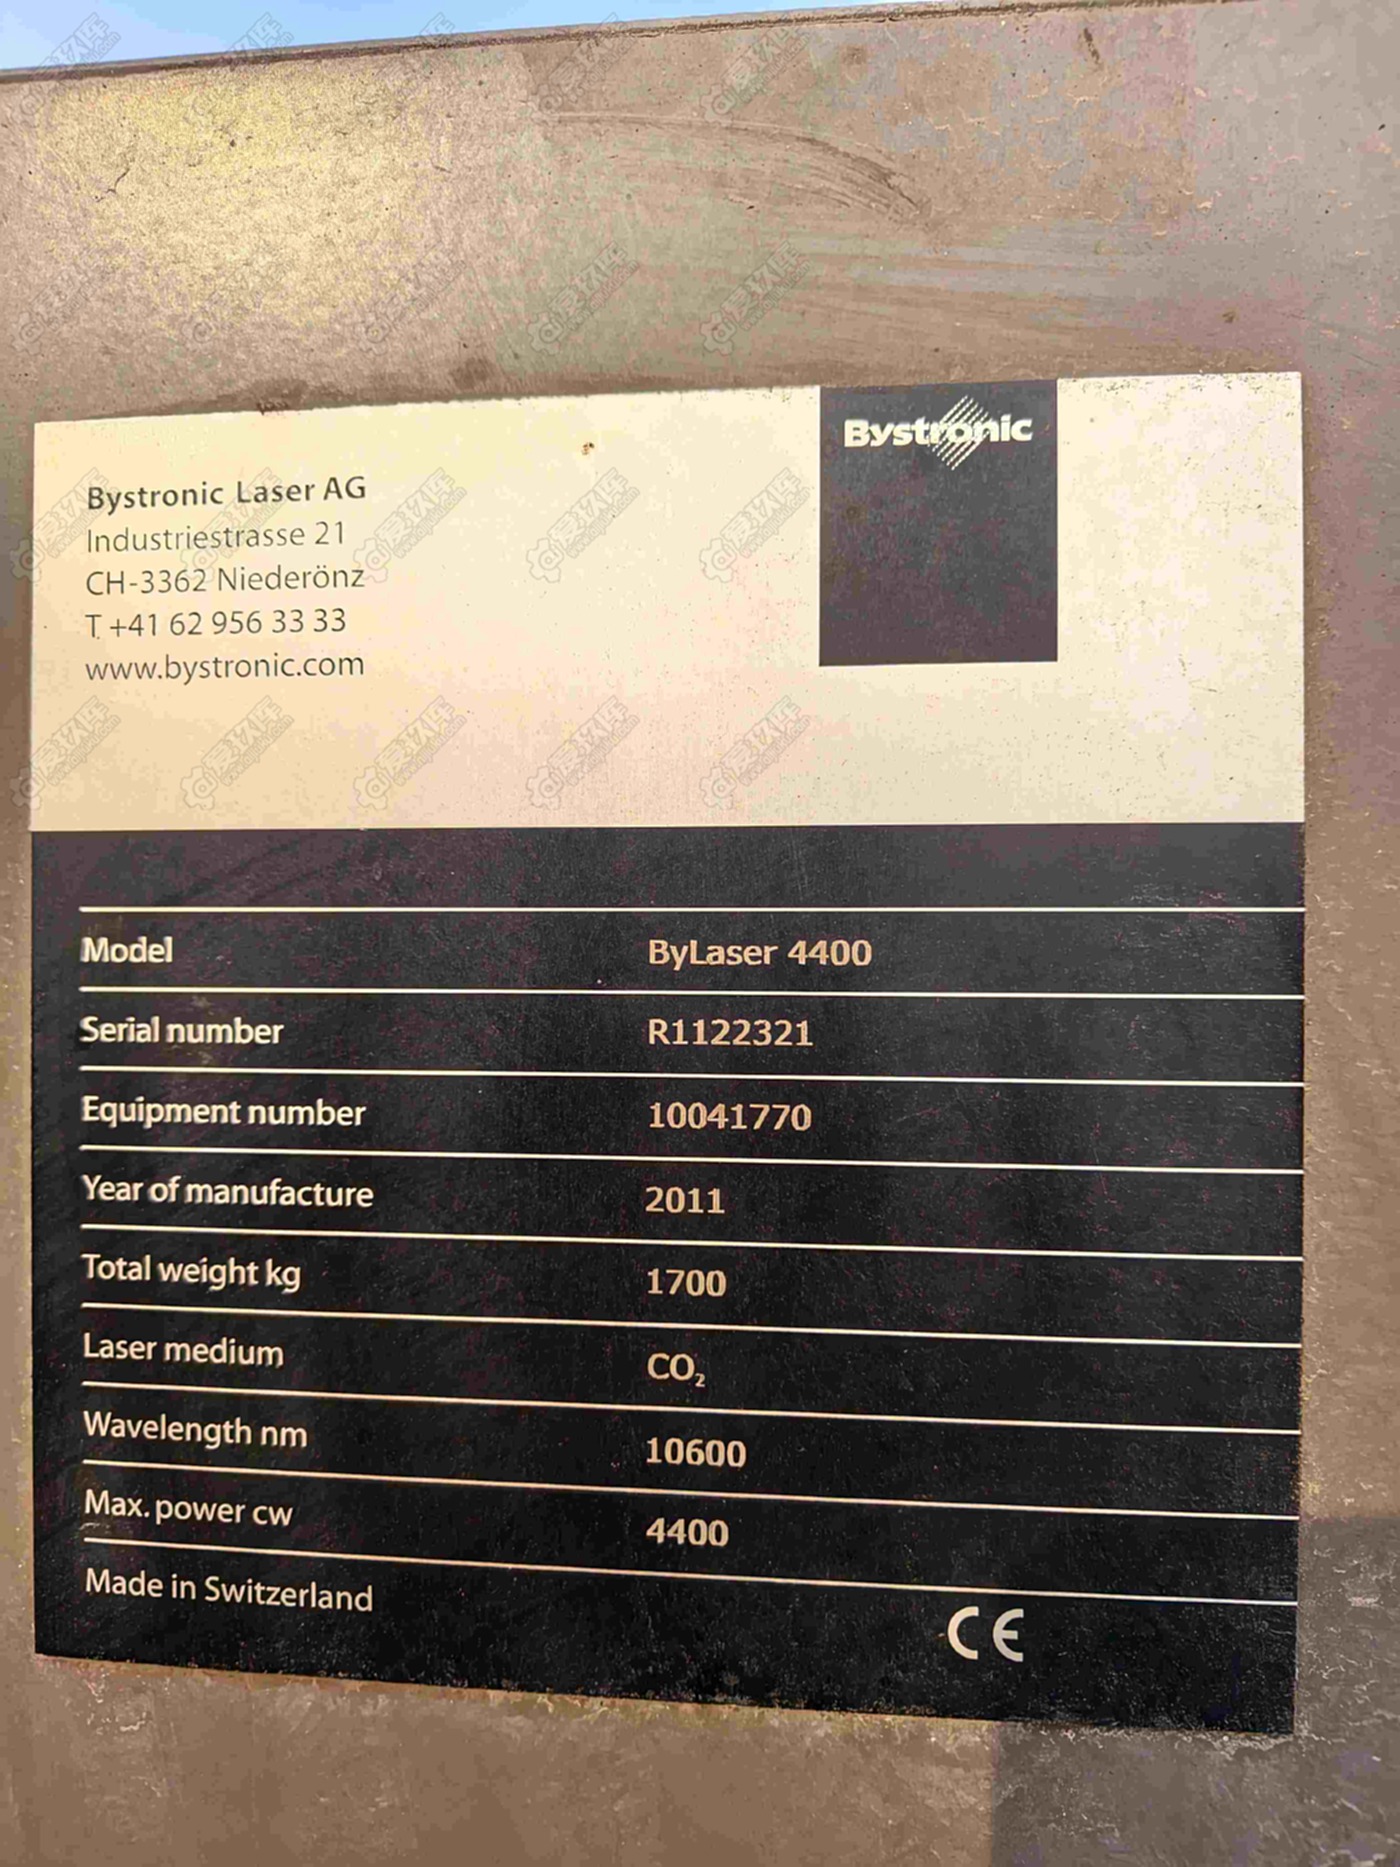 Bystronic
Bystronic Laser AG
Industriestrasse 21
CH-3362 Niederönz
T +41 62 956 33 33
www.bystronic.com
Model ByLaser 4400
Serial number R1122321
Equipment number 10041770
Year of manufacture 2011
Total weight kg 1700
Laser medium CO₂
Wavelength nm 10600
Max. power cw 4400
Made in Switzerland CE